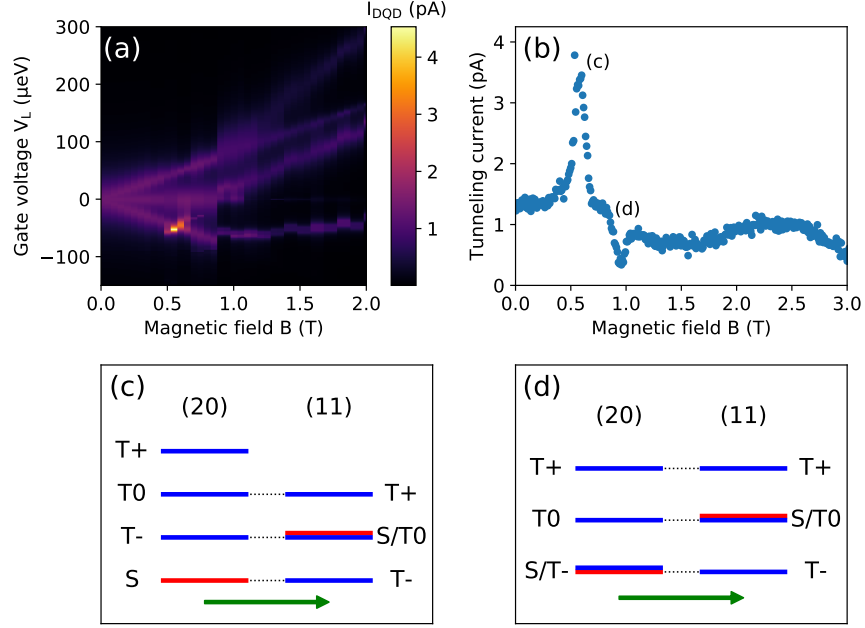 I_DQD (pA)
(a)
300
200
100
0
−100
Gate voltage V_L (µeV)
0.0 0.5 1.0 1.5 2.0
Magnetic field B (T)
4
3
2
1
(b)
(c)
(d)
4
3
2
1
0
Tunneling current (pA)
0.0 0.5 1.0 1.5 2.0 2.5 3.0
Magnetic field B (T)
(c)
(20) (11)
T+
T0 T+
T- S/T0
S T-
(d)
(20) (11)
T+ T+
T0 S/T0
S/T- T-